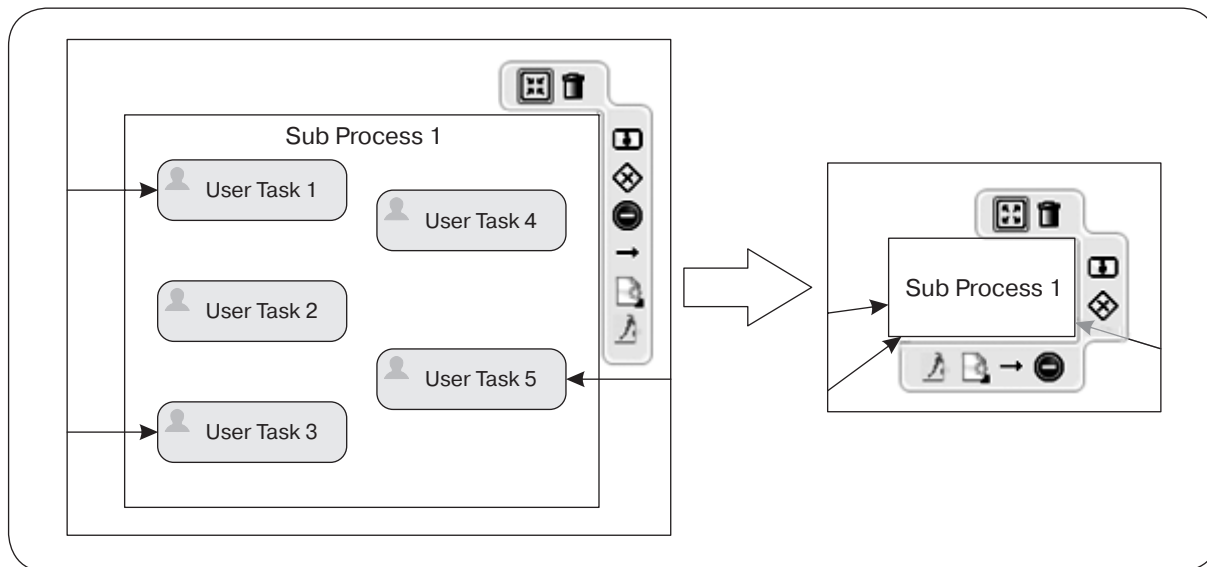 Sub Process 1
User Task 1
User Task 4
User Task 2
User Task 5
User Task 3
Sub Process 1